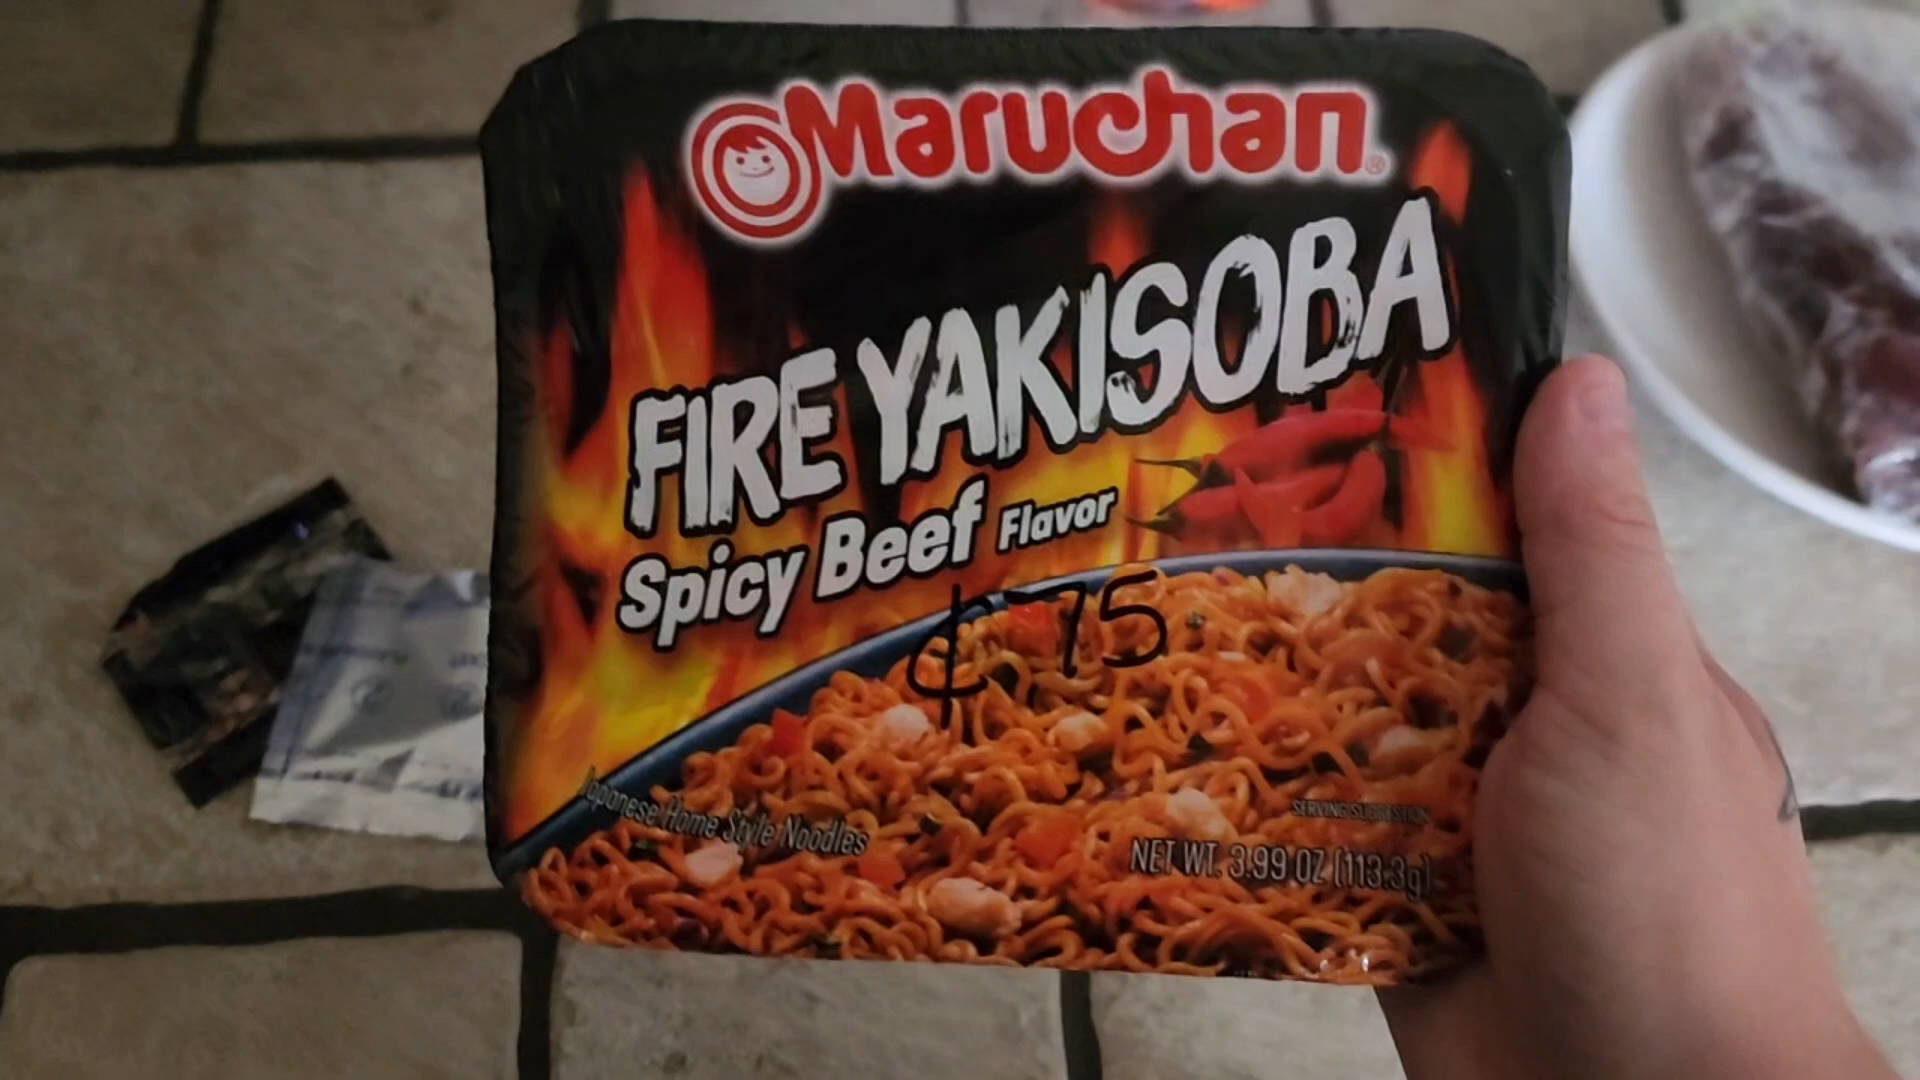 Maruchan®
FIRE YAKISOBA
Spicy Beef Flavor
¢75
Japanese Home Style Noodles
SERVING SUGGESTION
NET WT. 3.99 OZ (113.3g)